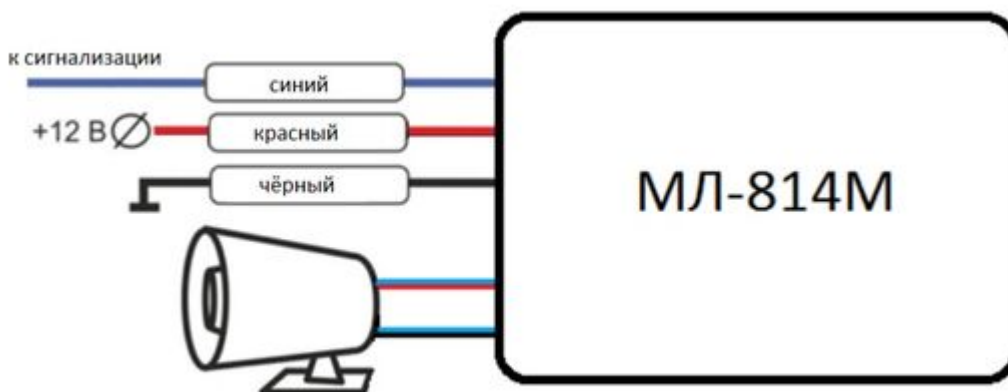 к сигнализации
синий
+12 В
красный
чёрный
МЛ-814М